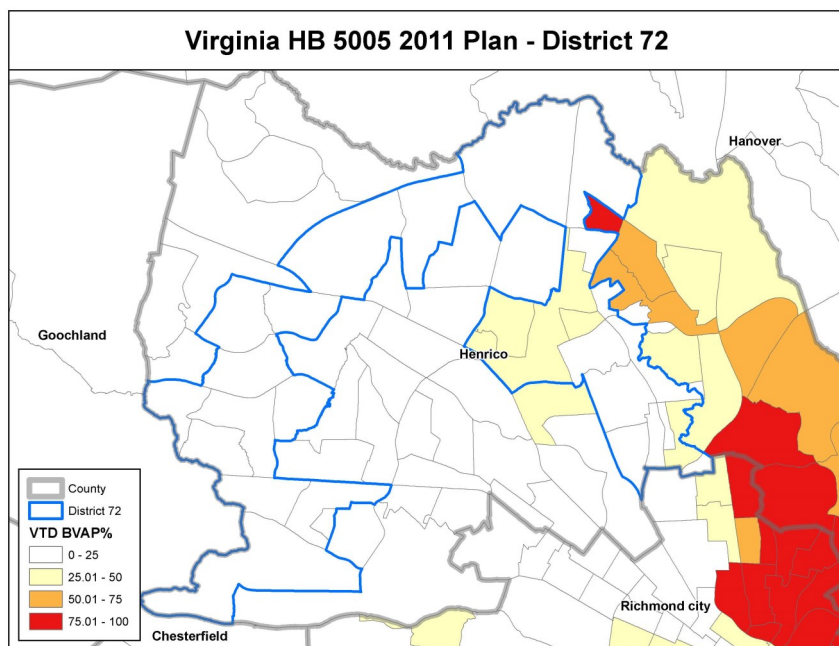 Virginia HB 5005 2011 Plan - District 72
Hanover
Goochland
Henrico
County
District 72
VTD BVAP%
0 - 25
25.01 - 50
50.01 - 75
75.01 - 100
Richmond city
Chesterfield